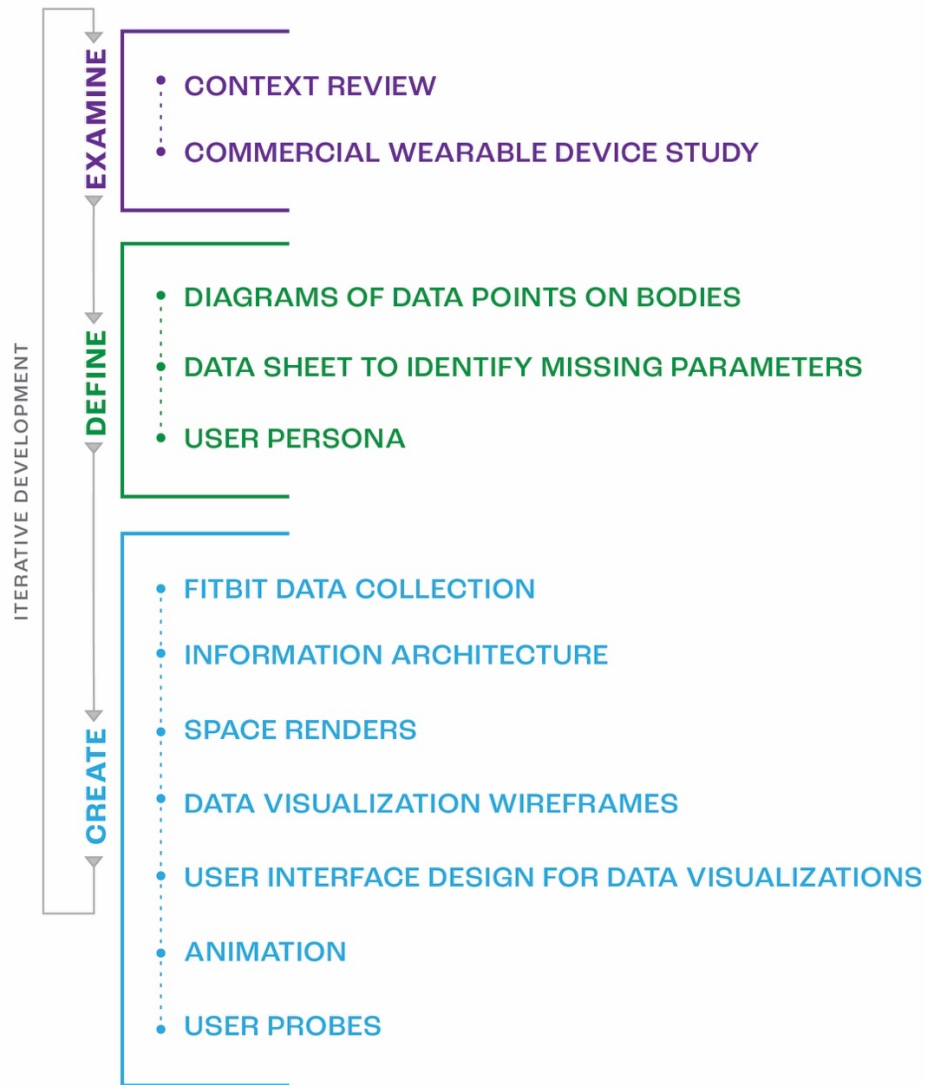 ITERATIVE DEVELOPMENT
EXAMINE
CONTEXT REVIEW
COMMERCIAL WEARABLE DEVICE STUDY
DEFINE
DIAGRAMS OF DATA POINTS ON BODIES
DATA SHEET TO IDENTIFY MISSING PARAMETERS
USER PERSONA
CREATE
FITBIT DATA COLLECTION
INFORMATION ARCHITECTURE
SPACE RENDERS
DATA VISUALIZATION WIREFRAMES
USER INTERFACE DESIGN FOR DATA VISUALIZATIONS
ANIMATION
USER PROBES